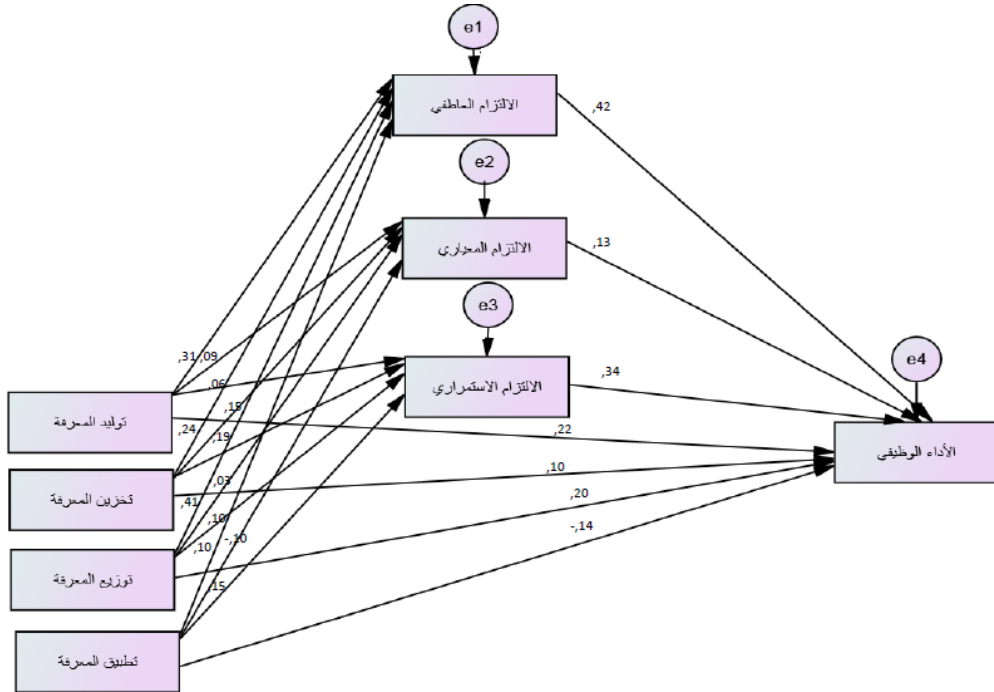 e1
الالتزام العاطفي
,42
e2
الالتزام المعياري
,13
e3
الالتزام الاستمراري
,34
e4
الأداء الوظيفي
,31
,09
,06
,15
توليد المعرفة
,24
,19
,22
تخزين المعرفة
,03
,41
,10
,10
,20
,10
-,10
-,14
توزيع المعرفة
,15
تطبيق المعرفة